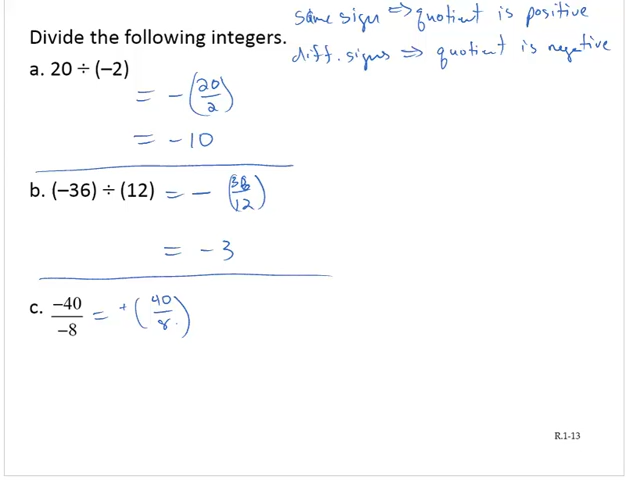 same signs ⇒ quotient is positive
Divide the following integers.
diff. signs ⇒ quotient is negative
a. 20 ÷ (–2)
= - (20/2)
= -10
b. (–36) ÷ (12) = - (36/12)
= -3
c. –40/–8 = + (40/8)
R.1-13